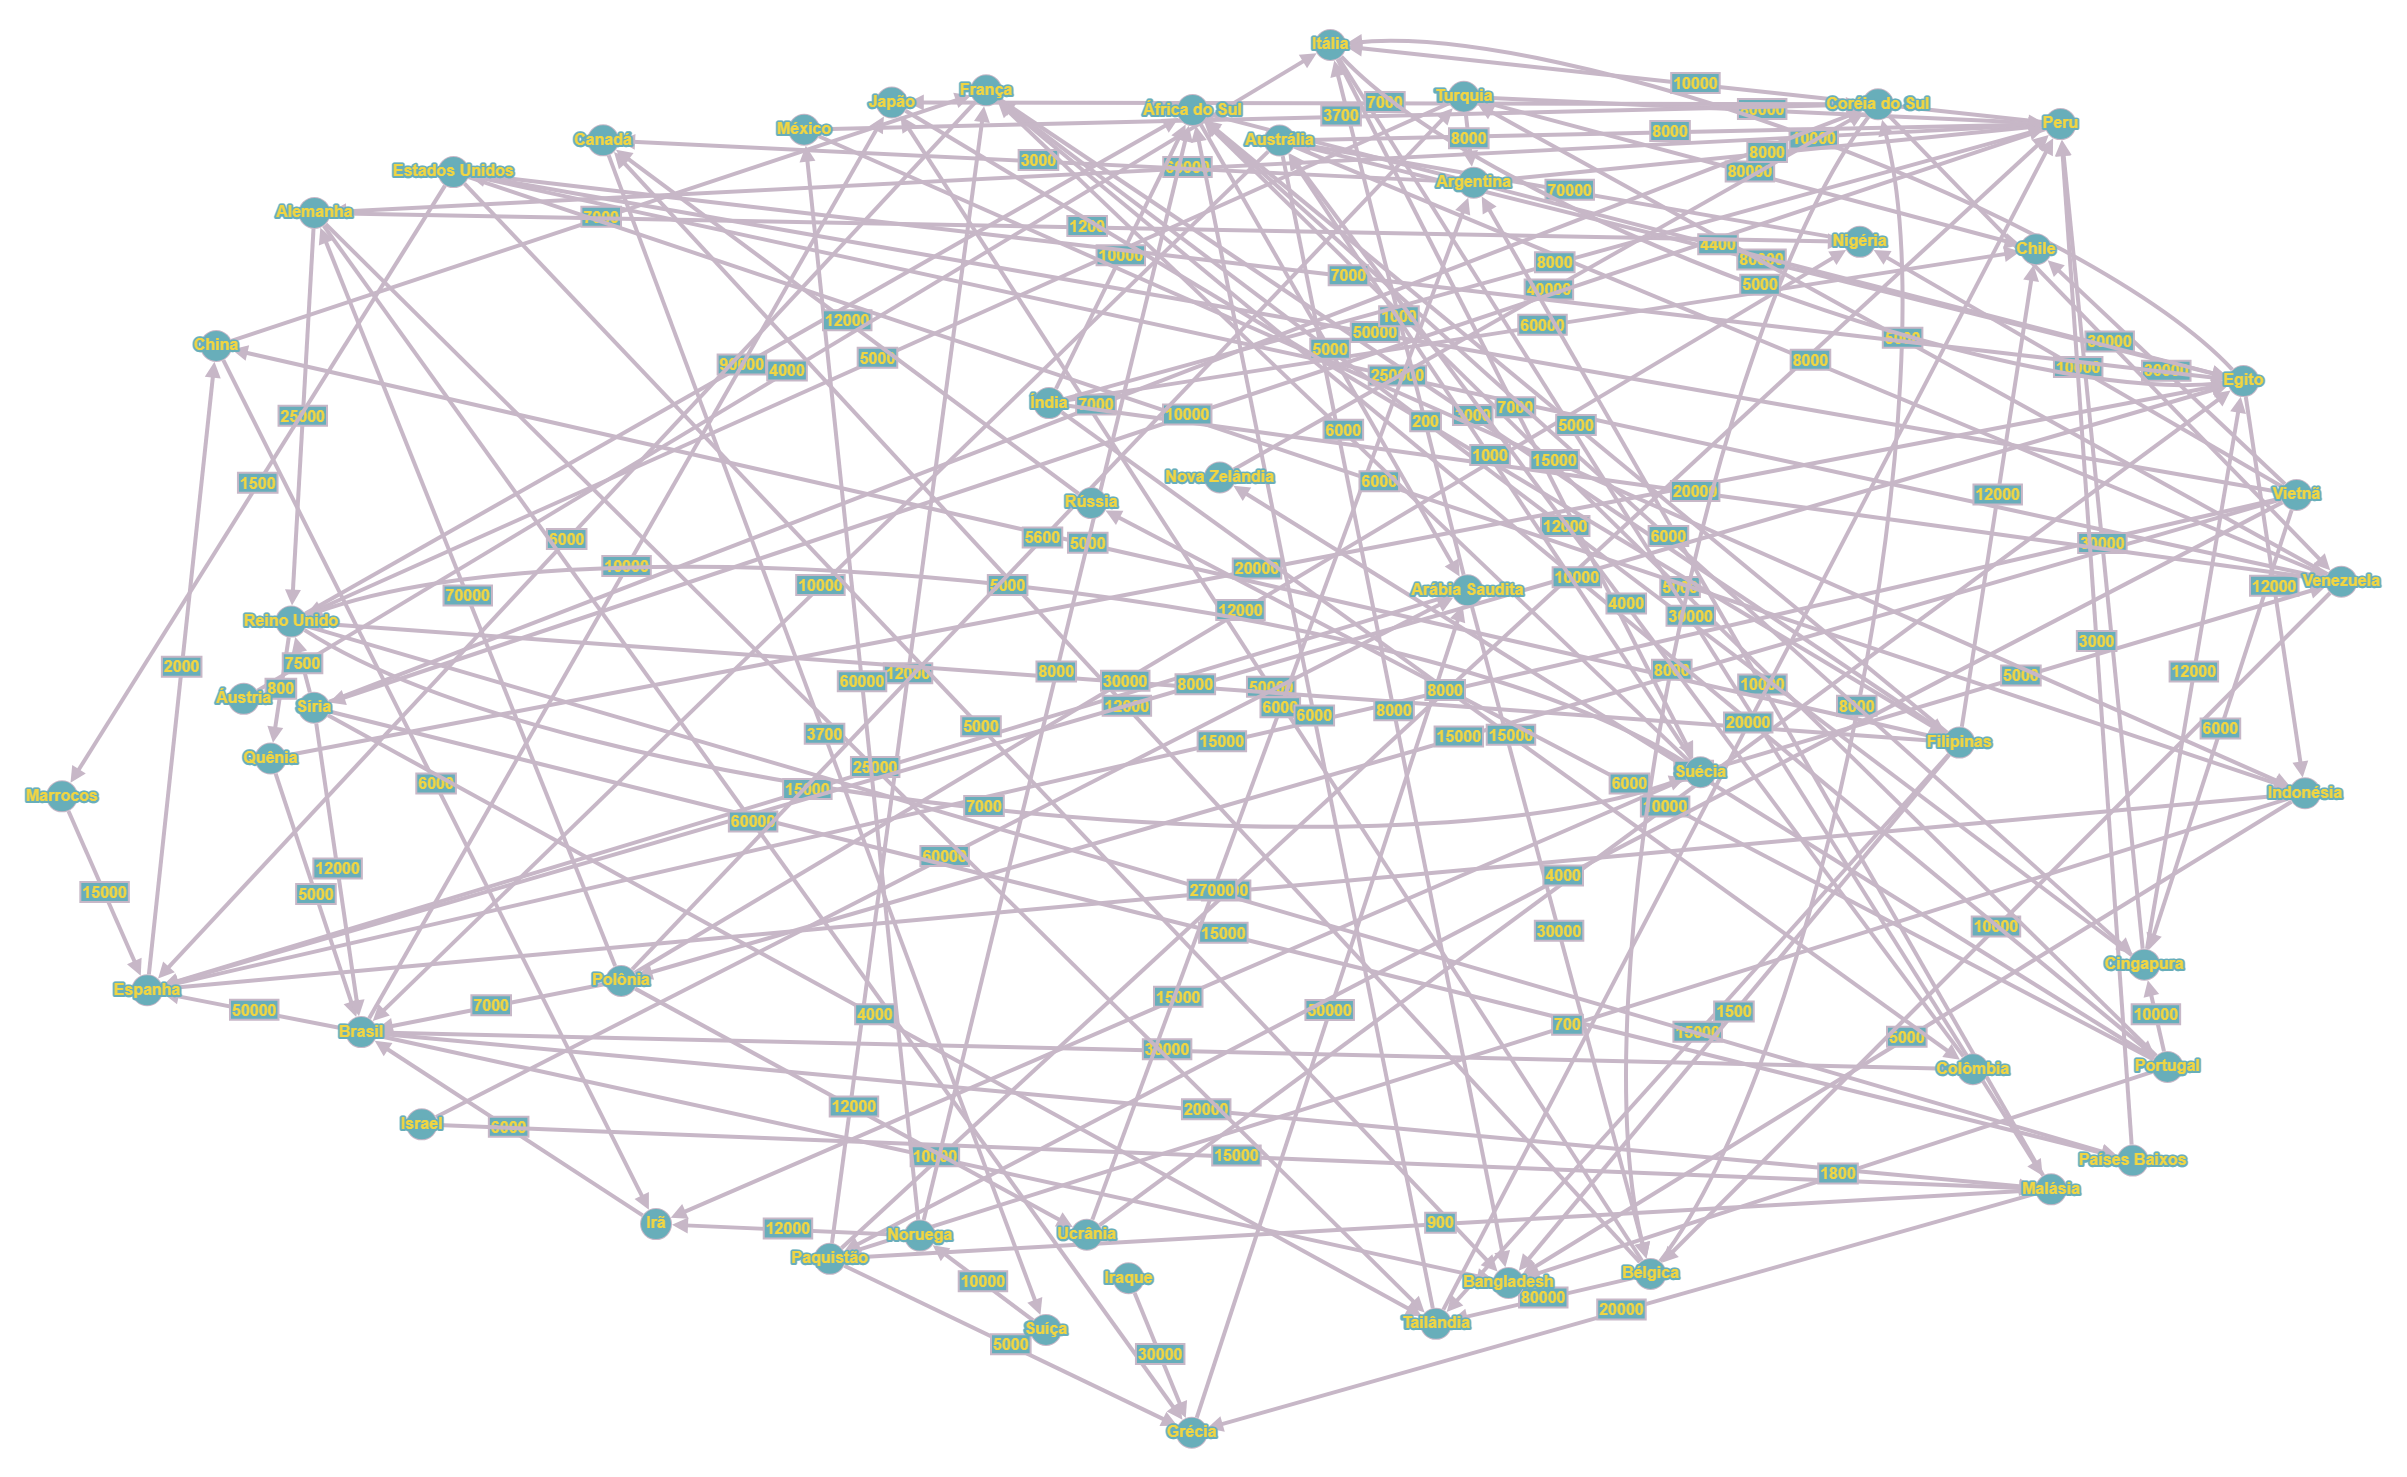 Itália
10000
França
Japão
Turquia
7000
Coréia do Sul
África do Sul
3700
México
Peru
Canadá
Austrália
8000
8000
10000
8000
3000
Estados Unidos
80000
Argentina
70000
Alemanha
1200
Nigéria
4400
Chile
10000
8000
7000
5000
40000
1000
12000
60000
50000
China
30000
5000
5000
8000
90000
4000
10000
250000
Egito
Índia
7000
10000
7000
25000
200
3000
5000
6000
1000
15000
Nova Zelândia
6000
1500
20000
Vietnã
12000
Rússia
12000
5600
6000
6000
5000
30000
10000
20000
10000
Venezuela
10000
5000
5000
12000
Arábia Saudita
70000
4000
12000
30000
Reino Unido
3000
7500
2000
8000
8000
12000
5000
60000
30000
8000
10000
800
50000
8000
Áustria
Síria
12000
6000
8000
8000
6000
20000
5000
6000
3700
15000
15000
15000
Filipinas
Quênia
25000
Suécia
6000
6000
Indonésia
Marrocos
15000
7000
60000
60000
12000
4000
5000
15000
2700000
10000
15000
30000
Cingapura
Polônia
Espanha
15000
7000
50000
50000
1500
4000
10000
700
Brasil
15000
5000
30000
Portugal
Colômbia
12000
20000
Israel
6000
10000
15000
Países Baixos
1800
Malásia
Irã
900
12000
Noruega
Ucrânia
Paquistão
Bélgica
Iraque
10000
Bangladesh
80000
20000
Tailândia
Suíça
5000
30000
Grécia